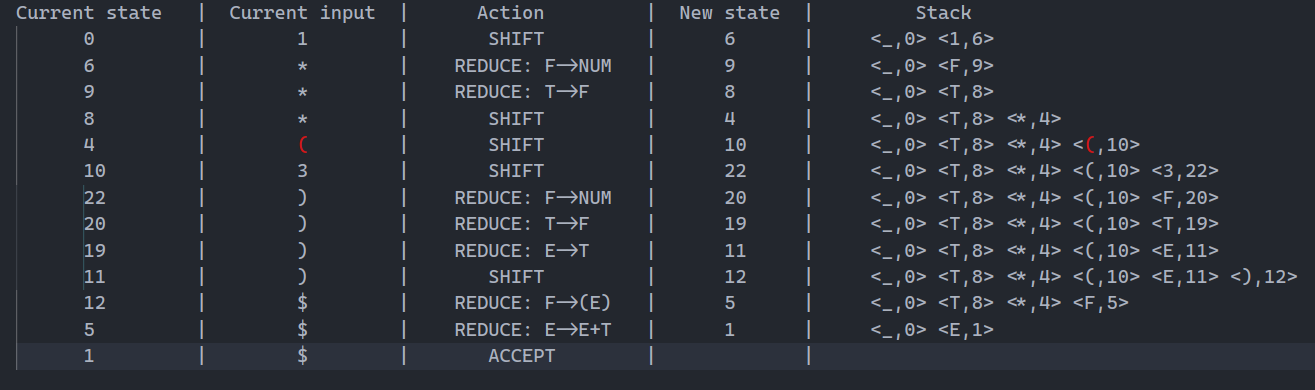 Current state | Current input | Action | New state | Stack
0 | 1 | SHIFT | 6 | <_,0> <1,6>
6 | * | REDUCE: F→NUM | 9 | <_,0> <F,9>
9 | * | REDUCE: T→F | 8 | <_,0> <T,8>
8 | * | SHIFT | 4 | <_,0> <T,8> <*,4>
4 | ( | SHIFT | 10 | <_,0> <T,8> <*,4> <(,10>
10 | 3 | SHIFT | 22 | <_,0> <T,8> <*,4> <(,10> <3,22>
22 | ) | REDUCE: F→NUM | 20 | <_,0> <T,8> <*,4> <(,10> <F,20>
20 | ) | REDUCE: T→F | 19 | <_,0> <T,8> <*,4> <(,10> <T,19>
19 | ) | REDUCE: E→T | 11 | <_,0> <T,8> <*,4> <(,10> <E,11>
11 | ) | SHIFT | 12 | <_,0> <T,8> <*,4> <(,10> <E,11> <),12>
12 | $ | REDUCE: F→(E) | 5 | <_,0> <T,8> <*,4> <F,5>
5 | $ | REDUCE: E→E+T | 1 | <_,0> <E,1>
1 | $ | ACCEPT | |